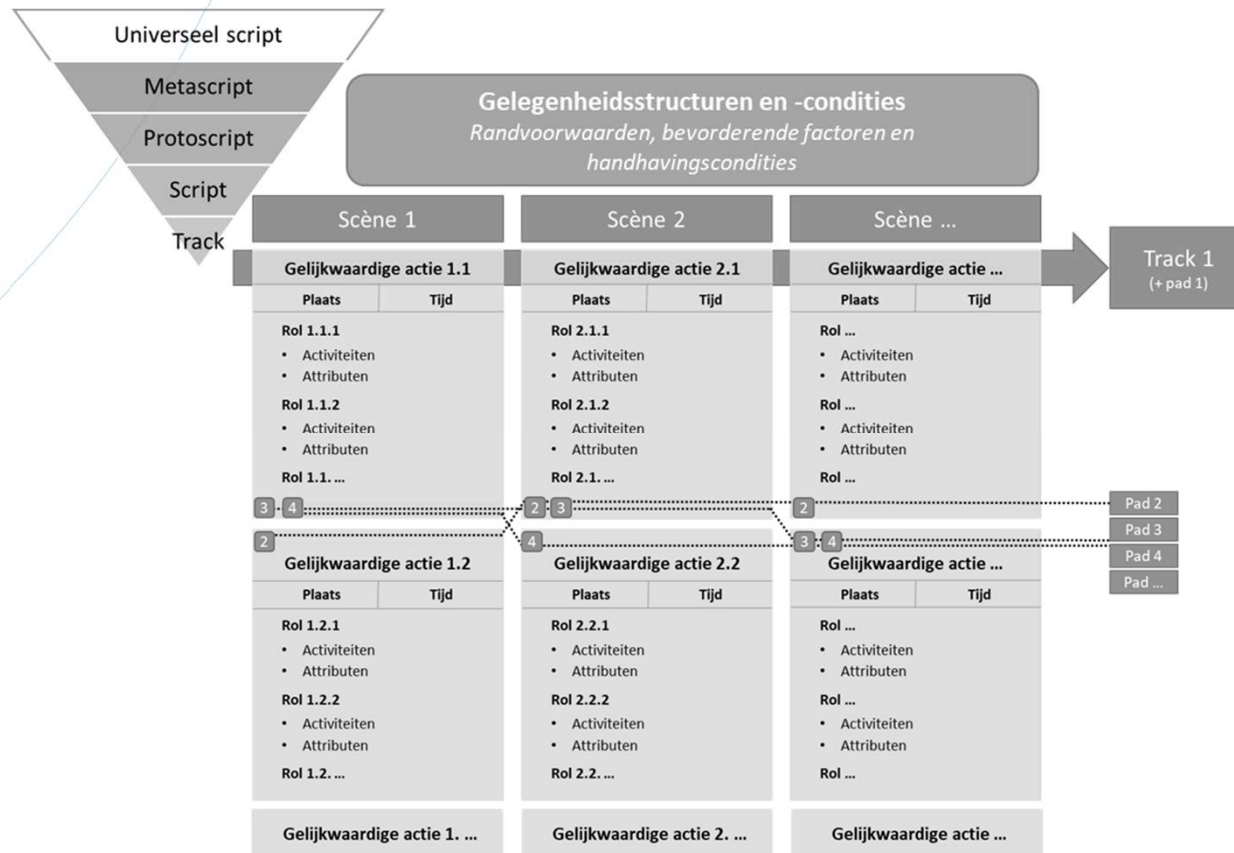 Universeel script
Metascript
Protoscript
Script
Track
Gelegenheidsstructuren en -condities
Randvoorwaarden, bevorderende factoren en
handhavingscondities
Scène 1
Scène 2
Scène ...
Track 1
(+ pad 1)
Gelijkwaardige actie 1.1
Plaats Tijd
Rol 1.1.1
• Activiteiten
• Attributen
Rol 1.1.2
• Activiteiten
• Attributen
Rol 1.1. ...
3 4
2
Gelijkwaardige actie 1.2
Plaats Tijd
Rol 1.2.1
• Activiteiten
• Attributen
Rol 1.2.2
• Activiteiten
• Attributen
Rol 1.2. ...
Gelijkwaardige actie 1. ...
Gelijkwaardige actie 2.1
Plaats Tijd
Rol 2.1.1
• Activiteiten
• Attributen
Rol 2.1.2
• Activiteiten
• Attributen
Rol 2.1. ...
2 3
4
Gelijkwaardige actie 2.2
Plaats Tijd
Rol 2.2.1
• Activiteiten
• Attributen
Rol 2.2.2
• Activiteiten
• Attributen
Rol 2.2. ...
Gelijkwaardige actie 2. ...
Gelijkwaardige actie ...
Plaats Tijd
Rol ...
• Activiteiten
• Attributen
Rol ...
• Activiteiten
• Attributen
Rol ...
2
3 4
Gelijkwaardige actie ...
Plaats Tijd
Rol ...
• Activiteiten
• Attributen
Rol ...
• Activiteiten
• Attributen
Rol ...
Gelijkwaardige actie ...
Pad 2
Pad 3
Pad 4
Pad ...